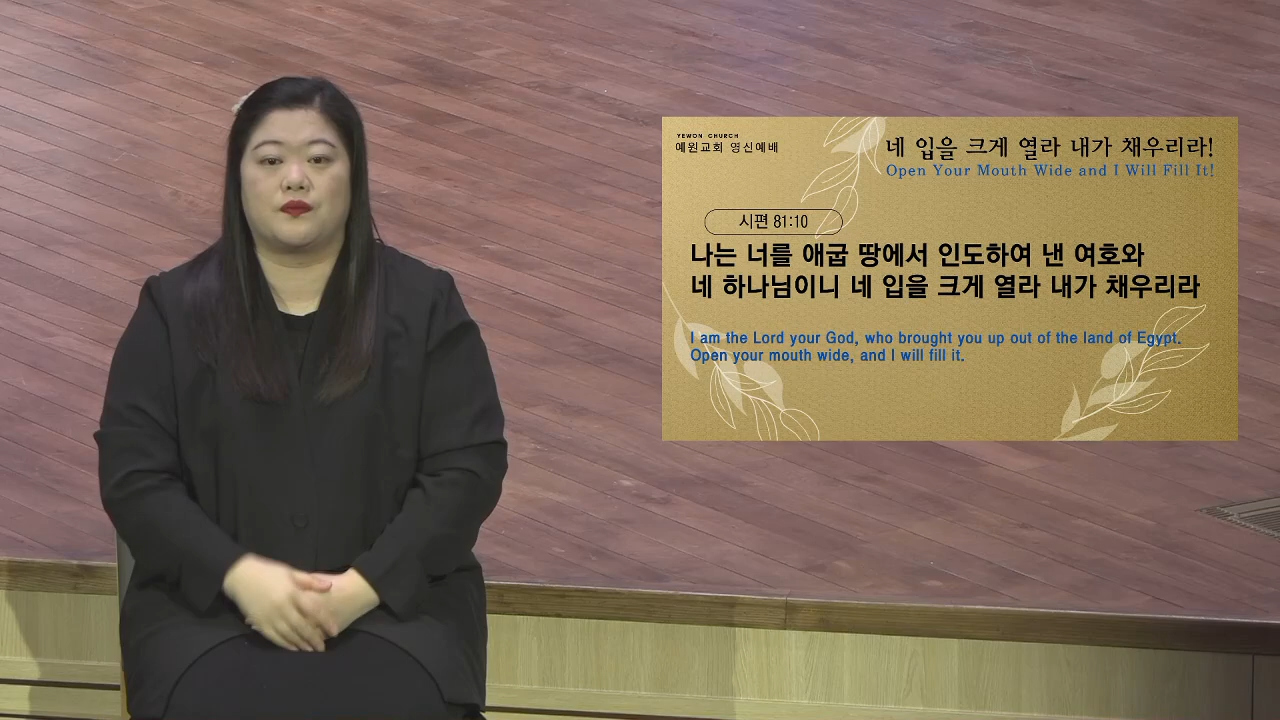 YEWON CHURCH
예원교회 영신예배
네 입을 크게 열라 내가 채우리라!
Open Your Mouth Wide and I Will Fill It!
시편 81:10
나는 너를 애굽 땅에서 인도하여 낸 여호와
네 하나님이니 네 입을 크게 열라 내가 채우리라
I am the Lord your God, who brought you up out of the land of Egypt.
Open your mouth wide, and I will fill it.